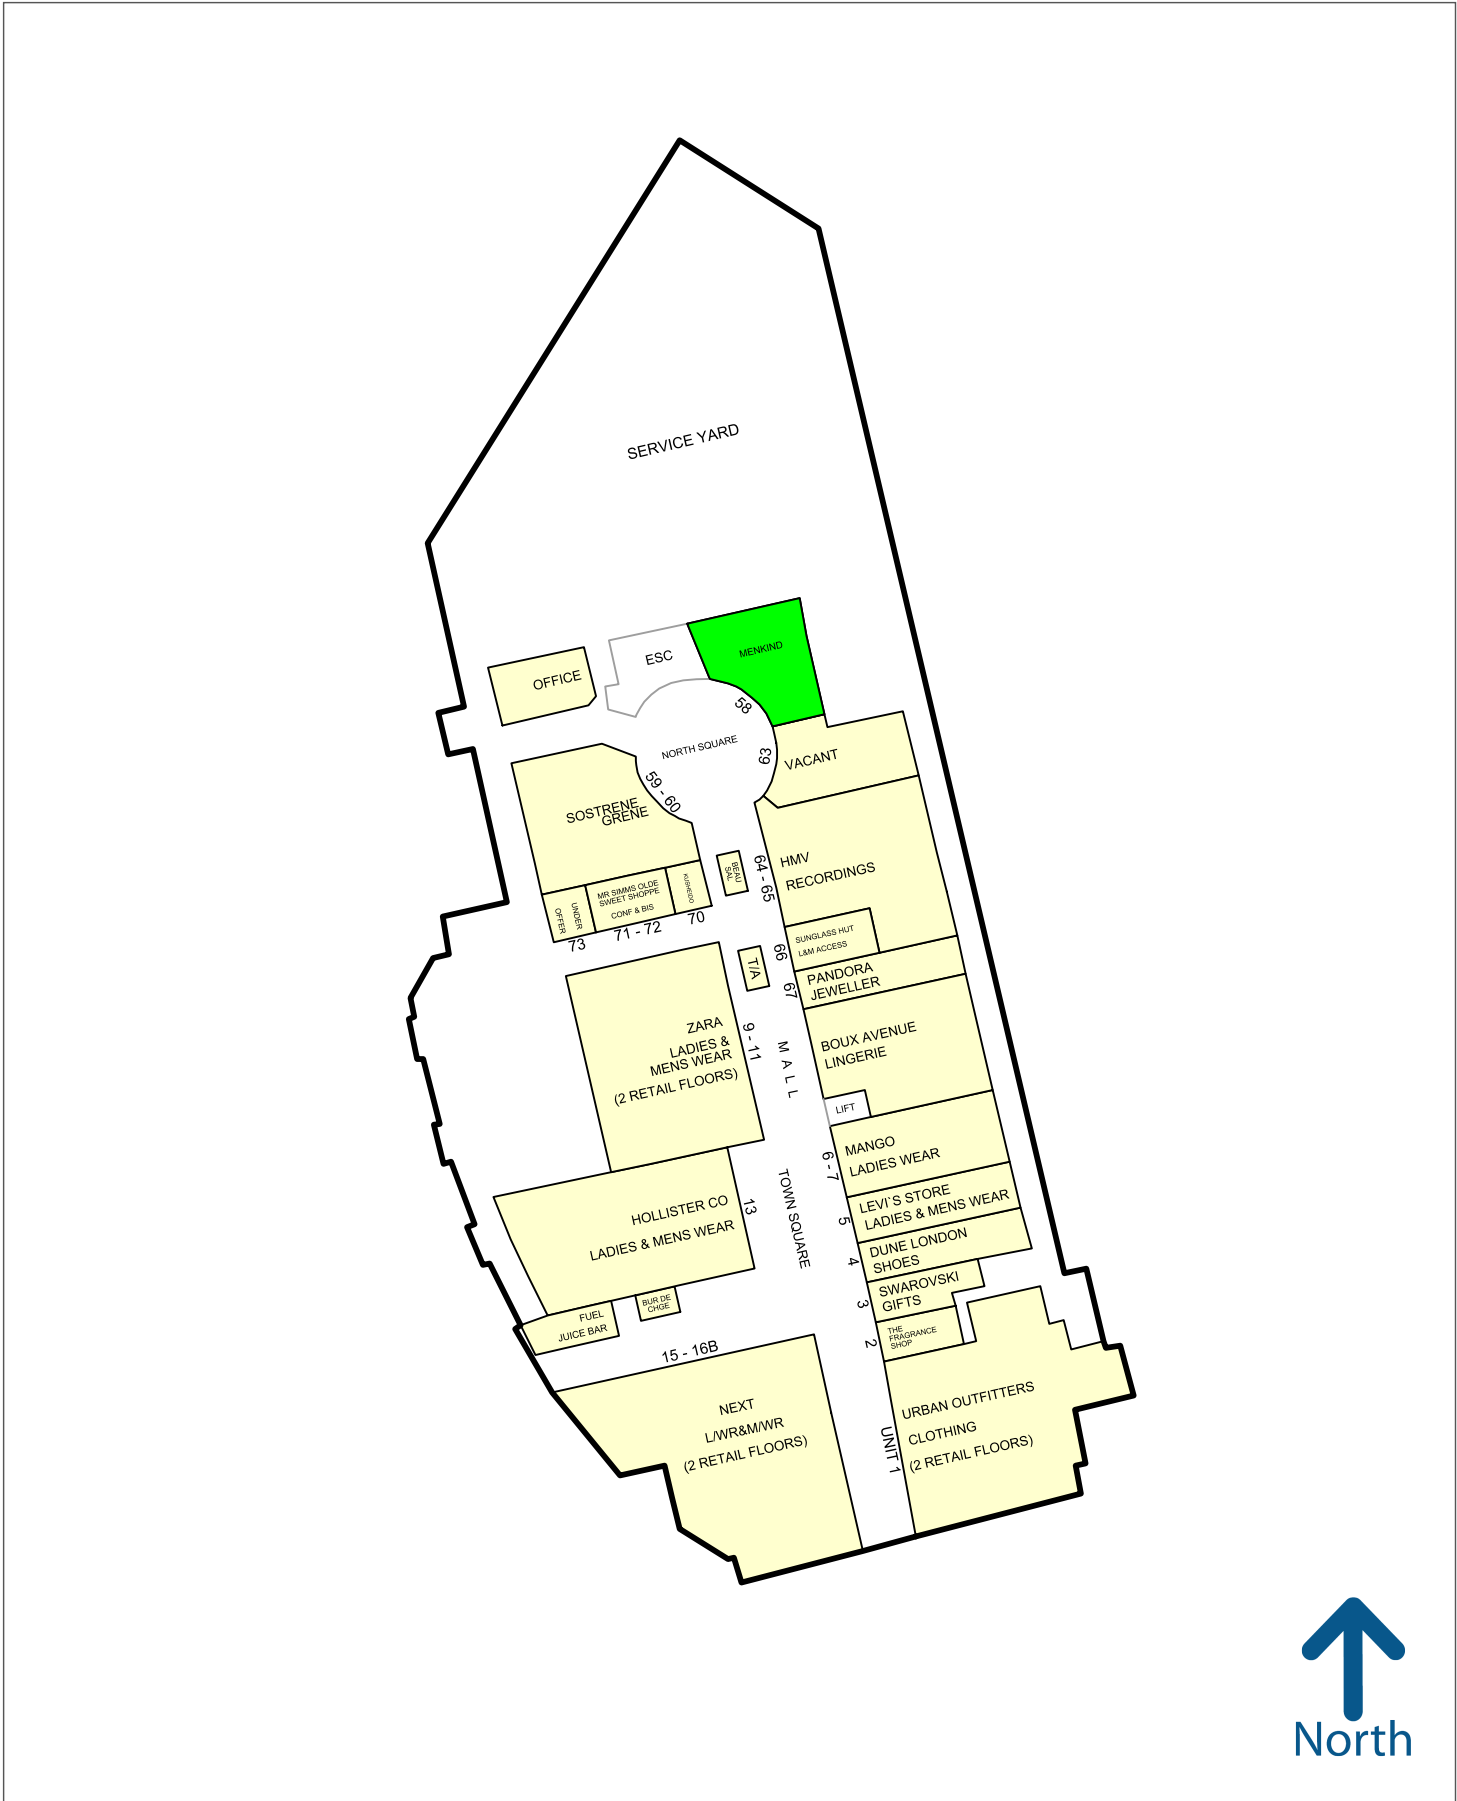 SERVICE YARD
MENKIND
ESC
OFFICE
58
NORTH SQUARE
63
VACANT
59 - 60
SOSTRENE
GRENE
HMV
RECORDINGS
64 - 65
BEAU
SAL
MR SIMMS OLDE
SWEET SHOPPE
CONF & BIS
KUSHEIDO
UNDER
OFFER
73
71 - 72
70
SUNGLASS HUT
L&M ACCESS
66
T/A
PANDORA
JEWELLER
67
ZARA
LADIES &
MENS WEAR
(2 RETAIL FLOORS)
9 - 11
MALL
BOUX AVENUE
LINGERIE
LIFT
MANGO
LADIES WEAR
6 - 7
TOWN SQUARE
HOLLISTER CO
LADIES & MENS WEAR
13
LEVI`S STORE
LADIES & MENS WEAR
5
DUNE LONDON
SHOES
4
SWAROVSKI
GIFTS
3
FUEL
JUICE BAR
BUR DE
CHGE
THE
FRAGRANCE
SHOP
2
15 - 16B
NEXT
L/WR&M/WR
(2 RETAIL FLOORS)
URBAN OUTFITTERS
CLOTHING
(2 RETAIL FLOORS)
UNIT 1
North